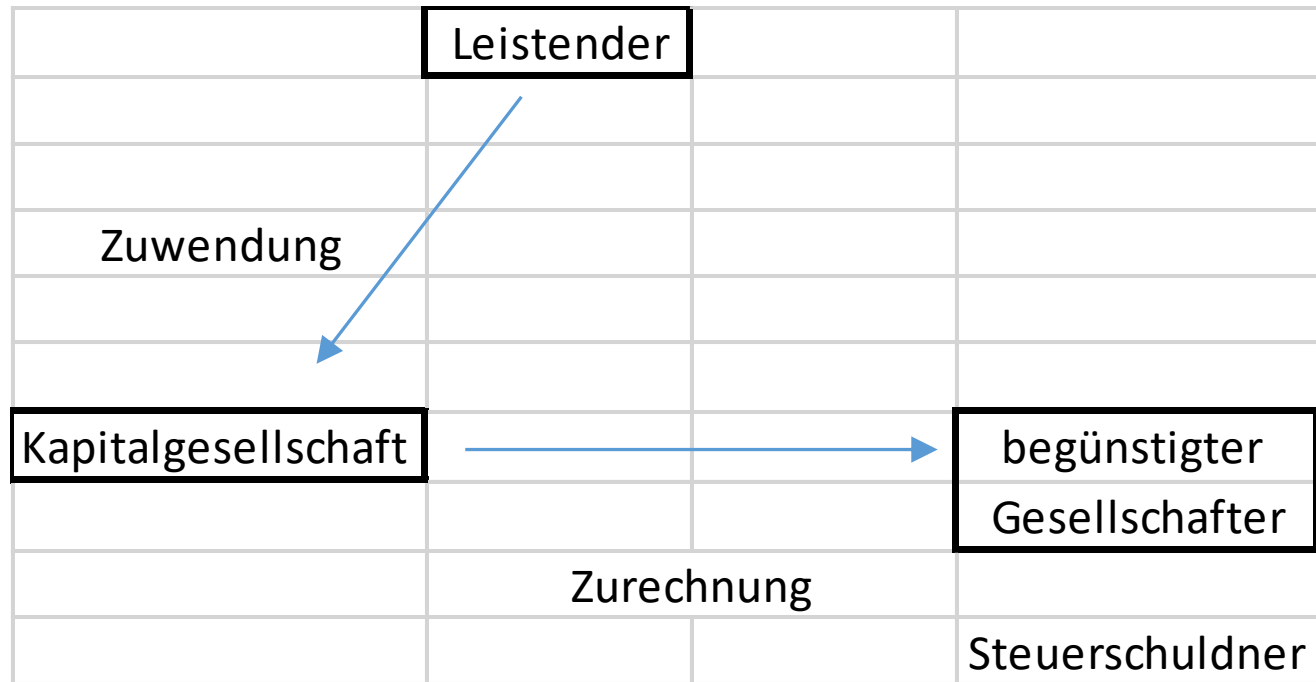 Leistender
Zuwendung
Kapitalgesellschaft
begünstigter
Gesellschafter
Zurechnung
Steuerschuldner